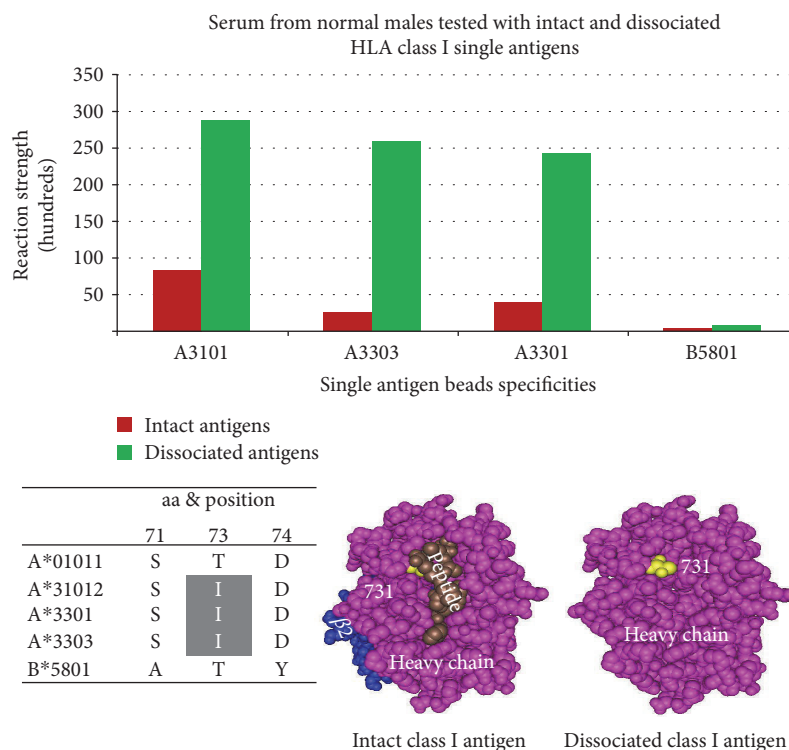 Serum from normal males tested with intact and dissociated
HLA class I single antigens
Reaction strength
(hundreds)
350
300
250
200
150
100
50
A3101 A3303 A3301 B5801
Single antigen beads specificities
Intact antigens
Dissociated antigens
aa & position
71 73 74
A*01011 S T D
A*31012 S I D
A*3301 S I D
A*3303 S I D
B*5801 A T Y
Peptide
731
β2
Heavy chain
Intact class I antigen
731
Heavy chain
Dissociated class I antigen